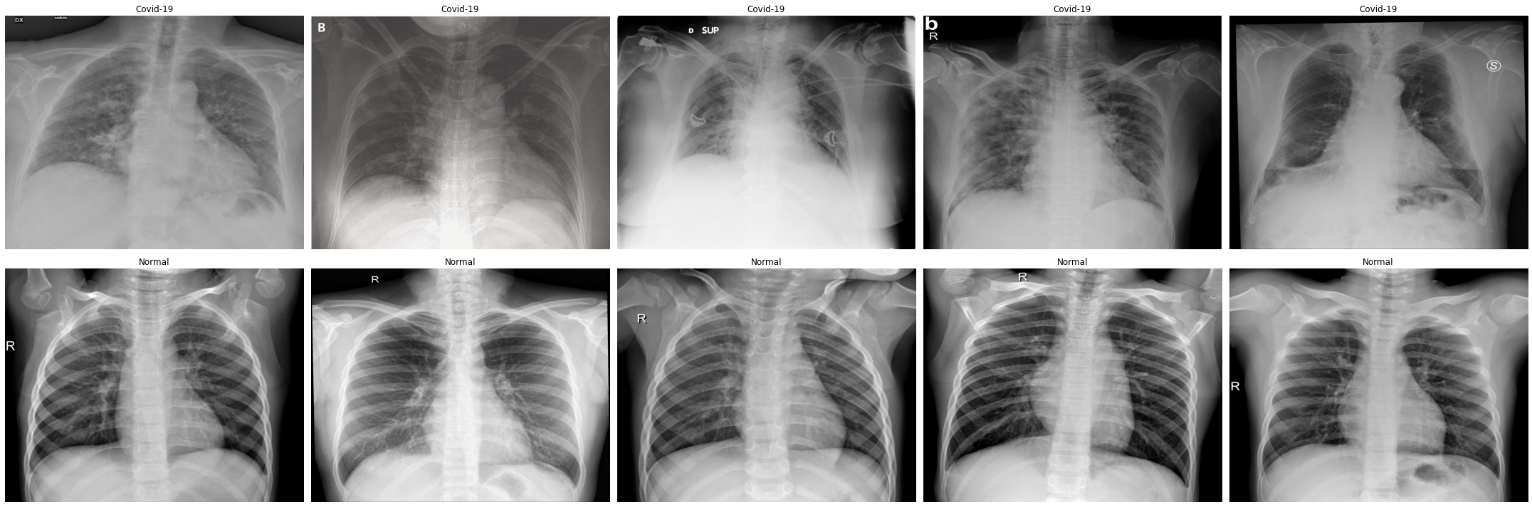 Covid-19
Covid-19
Covid-19
Covid-19
Covid-19
DX
B
D SUP
b
R
S
Normal
Normal
Normal
Normal
Normal
R
R
R
R
R